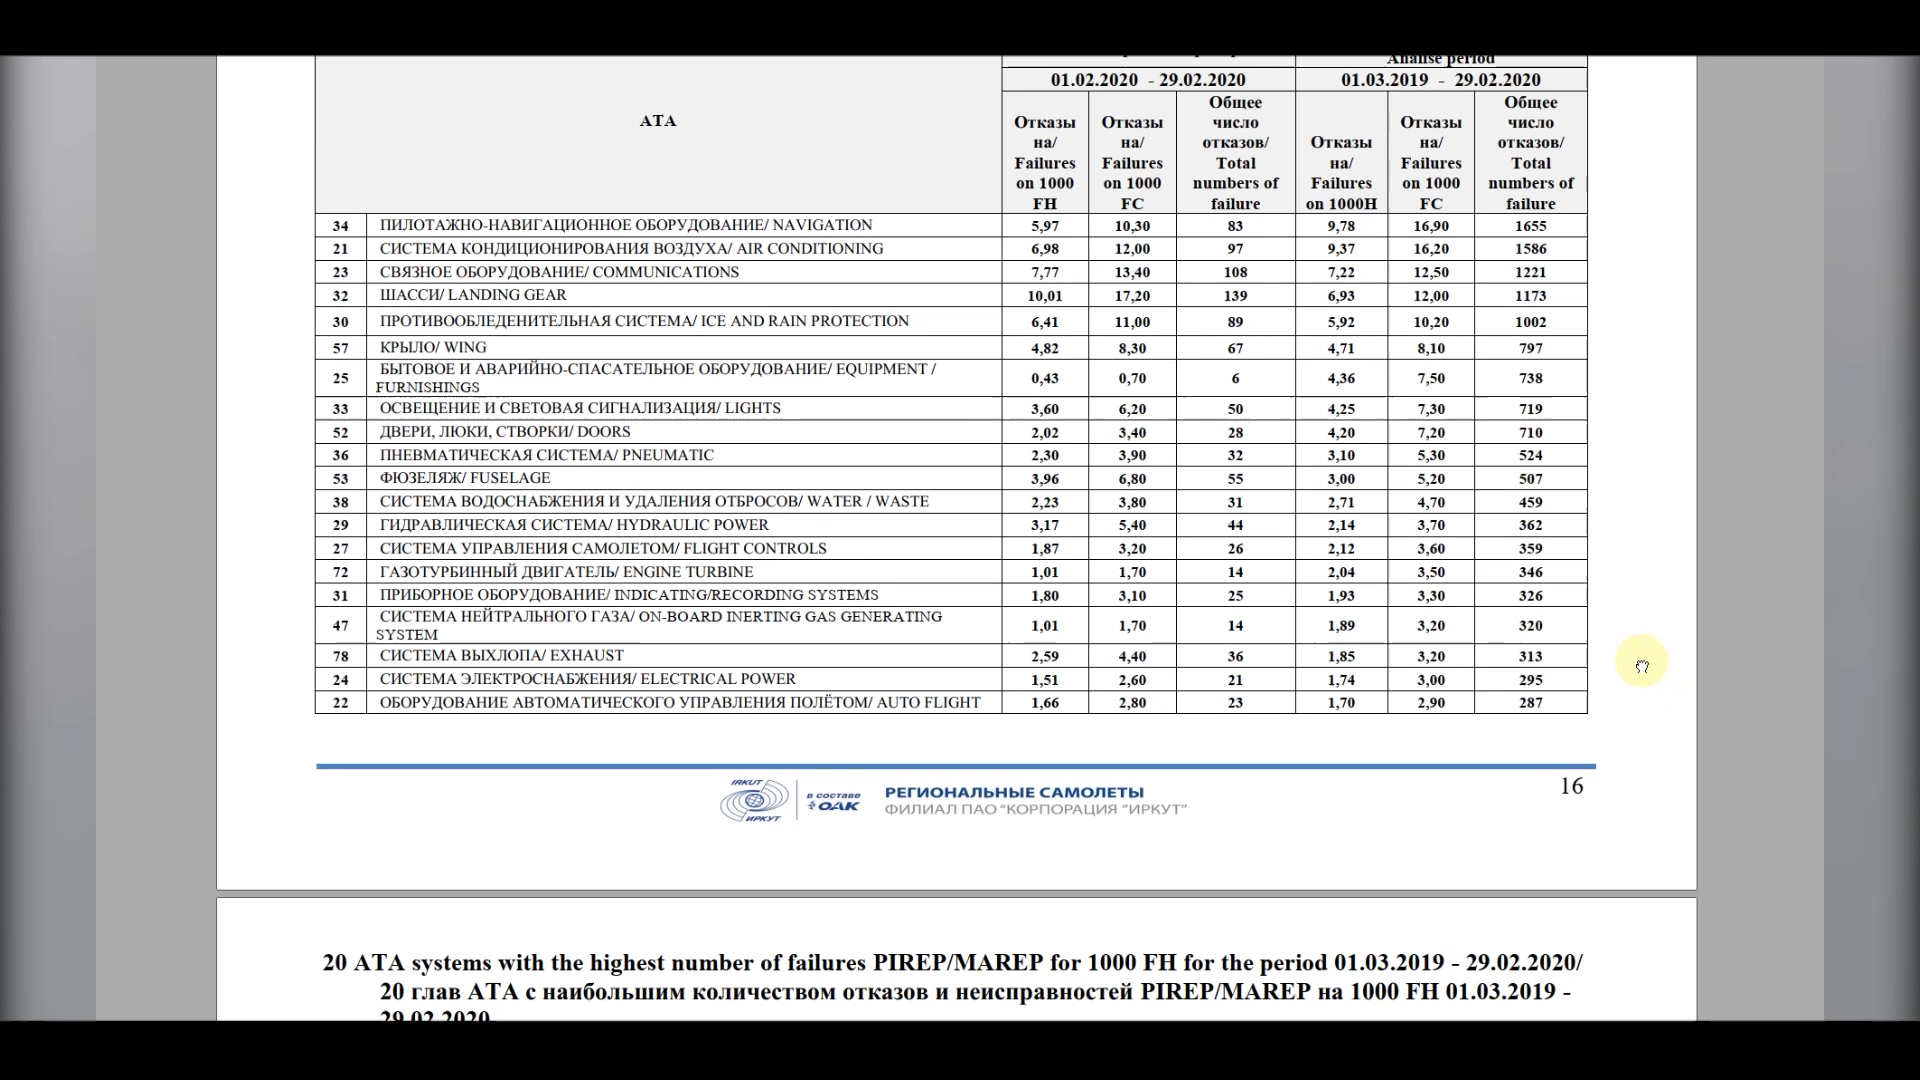 Analise period
01.02.2020 - 29.02.2020 01.03.2019 - 29.02.2020
ATA
Отказы на/ Failures on 1000 FH
Отказы на/ Failures on 1000 FC
Общее число отказов/ Total numbers of failure
Отказы на/ Failures on 1000H
Отказы на/ Failures on 1000 FC
Общее число отказов/ Total numbers of failure
34 ПИЛОТАЖНО-НАВИГАЦИОННОЕ ОБОРУДОВАНИЕ/ NAVIGATION 5,97 10,30 83 9,78 16,90 1655
21 СИСТЕМА КОНДИЦИОНИРОВАНИЯ ВОЗДУХА/ AIR CONDITIONING 6,98 12,00 97 9,37 16,20 1586
23 СВЯЗНОЕ ОБОРУДОВАНИЕ/ COMMUNICATIONS 7,77 13,40 108 7,22 12,50 1221
32 ШАССИ/ LANDING GEAR 10,01 17,20 139 6,93 12,00 1173
30 ПРОТИВООБЛЕДЕНИТЕЛЬНАЯ СИСТЕМА/ ICE AND RAIN PROTECTION 6,41 11,00 89 5,92 10,20 1002
57 КРЫЛО/ WING 4,82 8,30 67 4,71 8,10 797
25 БЫТОВОЕ И АВАРИЙНО-СПАСАТЕЛЬНОЕ ОБОРУДОВАНИЕ/ EQUIPMENT /
FURNISHINGS 0,43 0,70 6 4,36 7,50 738
33 ОСВЕЩЕНИЕ И СВЕТОВАЯ СИГНАЛИЗАЦИЯ/ LIGHTS 3,60 6,20 50 4,25 7,30 719
52 ДВЕРИ, ЛЮКИ, СТВОРКИ/ DOORS 2,02 3,40 28 4,20 7,20 710
36 ПНЕВМАТИЧЕСКАЯ СИСТЕМА/ PNEUMATIC 2,30 3,90 32 3,10 5,30 524
53 ФЮЗЕЛЯЖ/ FUSELAGE 3,96 6,80 55 3,00 5,20 507
38 СИСТЕМА ВОДОСНАБЖЕНИЯ И УДАЛЕНИЯ ОТБРОСОВ/ WATER / WASTE 2,23 3,80 31 2,71 4,70 459
29 ГИДРАВЛИЧЕСКАЯ СИСТЕМА/ HYDRAULIC POWER 3,17 5,40 44 2,14 3,70 362
27 СИСТЕМА УПРАВЛЕНИЯ САМОЛЕТОМ/ FLIGHT CONTROLS 1,87 3,20 26 2,12 3,60 359
72 ГАЗОТУРБИННЫЙ ДВИГАТЕЛЬ/ ENGINE TURBINE 1,01 1,70 14 2,04 3,50 346
31 ПРИБОРНОЕ ОБОРУДОВАНИЕ/ INDICATING/RECORDING SYSTEMS 1,80 3,10 25 1,93 3,30 326
47 СИСТЕМА НЕЙТРАЛЬНОГО ГАЗА/ ON-BOARD INERTING GAS GENERATING
SYSTEM 1,01 1,70 14 1,89 3,20 320
78 СИСТЕМА ВЫХЛОПА/ EXHAUST 2,59 4,40 36 1,85 3,20 313
24 СИСТЕМА ЭЛЕКТРОСНАБЖЕНИЯ/ ELECTRICAL POWER 1,51 2,60 21 1,74 3,00 295
22 ОБОРУДОВАНИЕ АВТОМАТИЧЕСКОГО УПРАВЛЕНИЯ ПОЛЁТОМ/ AUTO FLIGHT 1,66 2,80 23 1,70 2,90 287
16
IRKUT
ИРКУТ
в составе
ОАК
РЕГИОНАЛЬНЫЕ САМОЛЕТЫ
ФИЛИАЛ ПАО "КОРПОРАЦИЯ "ИРКУТ"
20 ATA systems with the highest number of failures PIREP/MAREP for 1000 FH for the period 01.03.2019 - 29.02.2020/
20 глав АТА с наибольшим количеством отказов и неисправностей PIREP/MAREP на 1000 FH 01.03.2019 -
29.02.2020